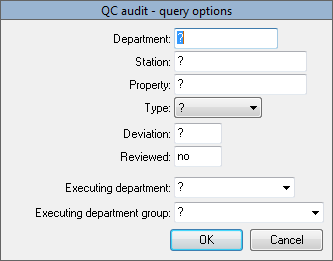 QC audit - query options
Department: ?
Station: ?
Property: ?
Type: ?
Deviation: ?
Reviewed: no
Executing department: ?
Executing department group: ?
OK Cancel